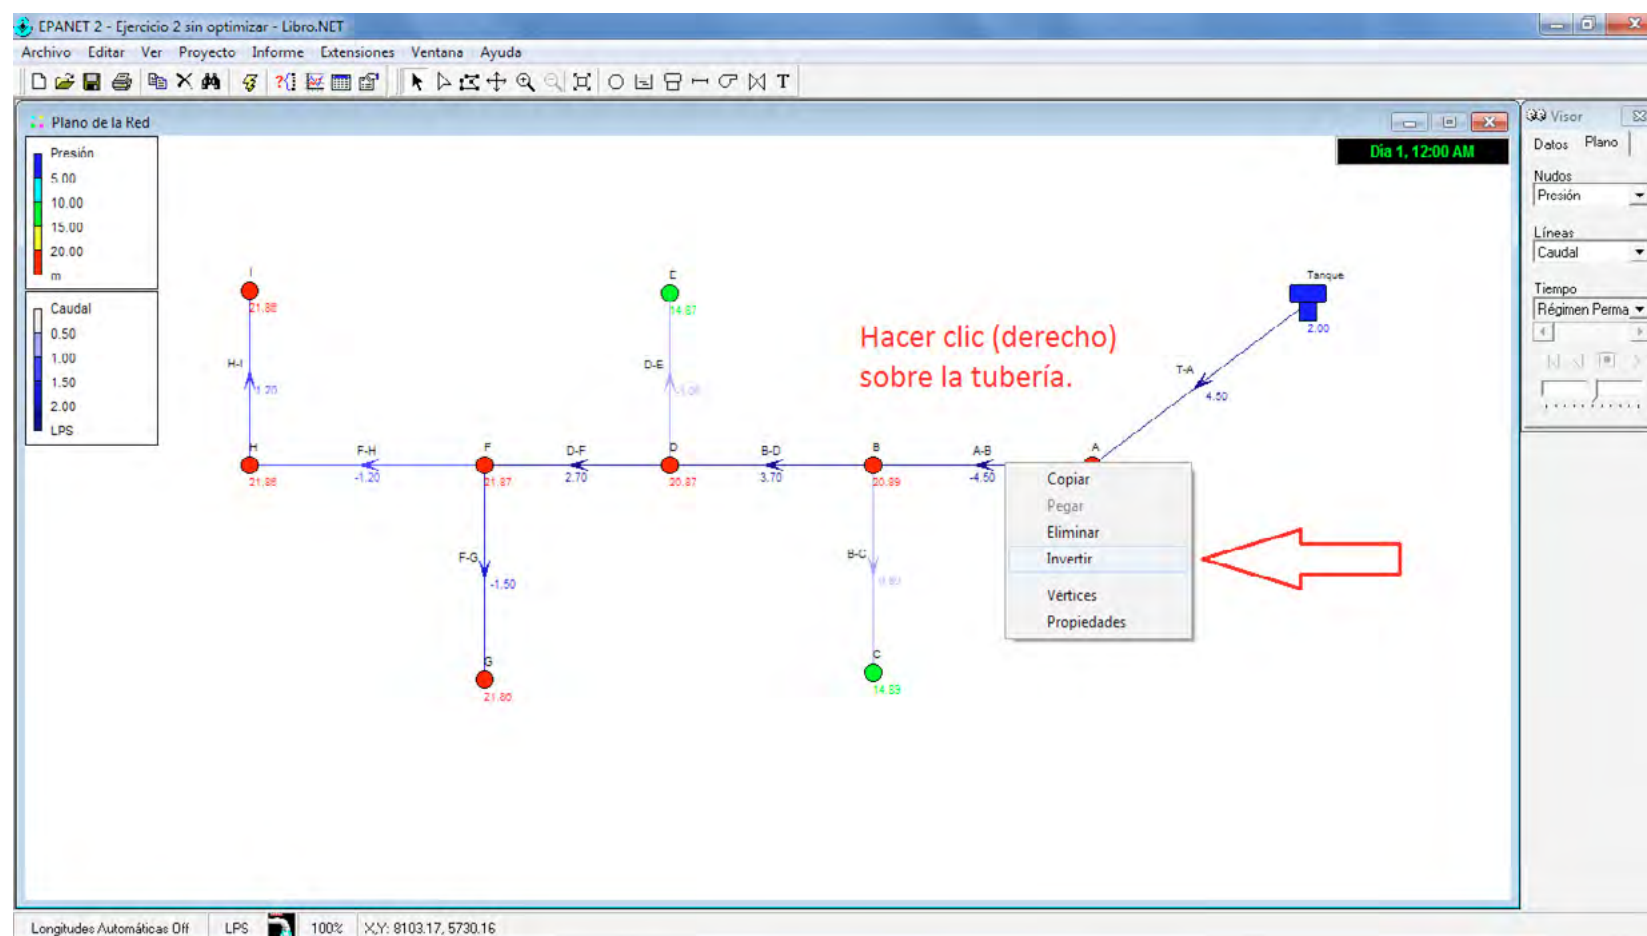 EPANET 2 - Ejercicio 2 sin optimizar - Libro.NET
Archivo Editar Ver Proyecto Informe Extensiones Ventana Ayuda
T
Plano de la Red
Día 1, 12:00 AM
Presión
5.00
10.00
15.00
20.00
m
Caudal
0.50
1.00
1.50
2.00
LPS
Visor
Datos Plano
Nudos
Presión
Líneas
Caudal
Tiempo
Régimen Perma
I
21.86
H-I
1.20
E
14.87
D-E
Hacer clic (derecho)
sobre la tubería.
Tanque
2.00
T-A
4.50
H
21.86
F-H
-1.20
F
21.87
D-F
2.70
D
20.87
B-D
3.70
B
20.89
A-B
-4.50
A
F-G
-1.50
G
21.80
B-C
C
14.89
Copiar
Pegar
Eliminar
Invertir
Vértices
Propiedades
Longitudes Automáticas Off LPS 100% X,Y: 8103.17, 5730.16